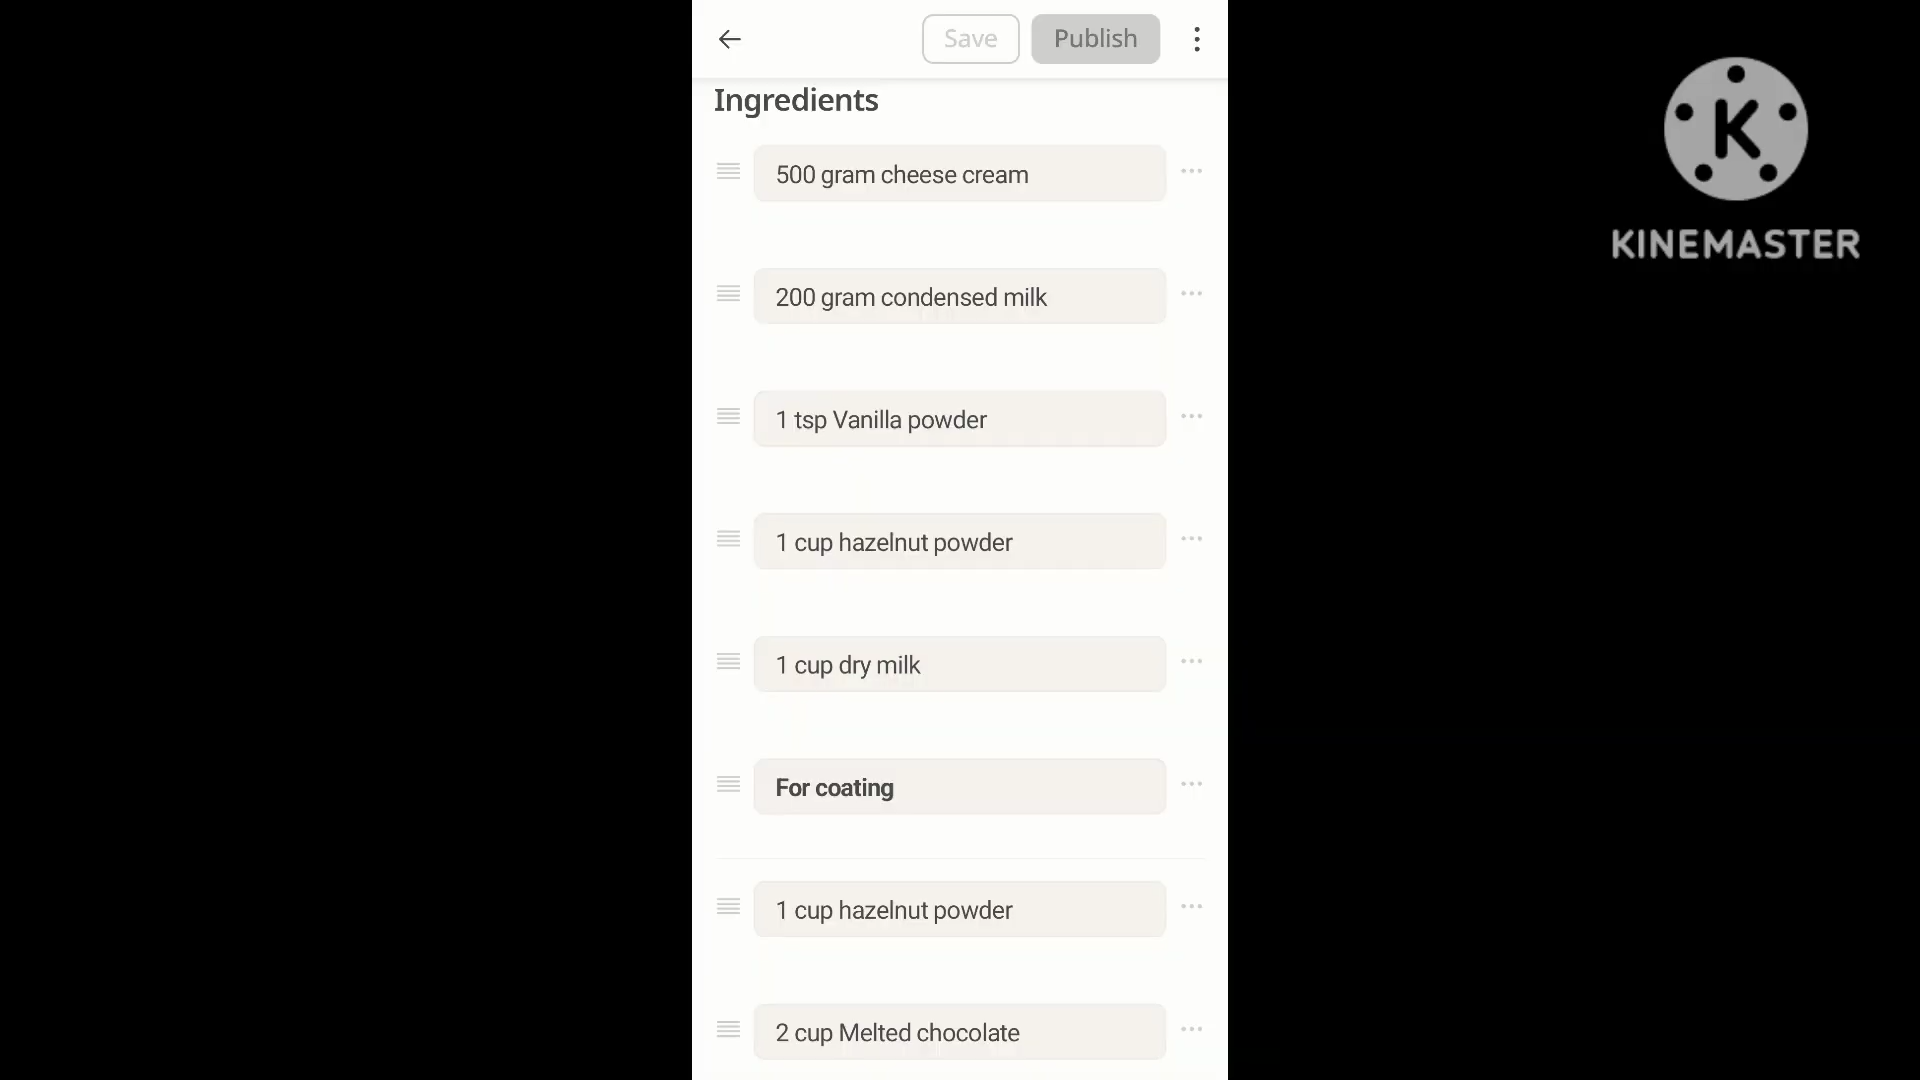 Save
Publish
Ingredients
500 gram cheese cream
200 gram condensed milk
1 tsp Vanilla powder
1 cup hazelnut powder
1 cup dry milk
For coating
1 cup hazelnut powder
2 cup Melted chocolate
K
KINEMASTER